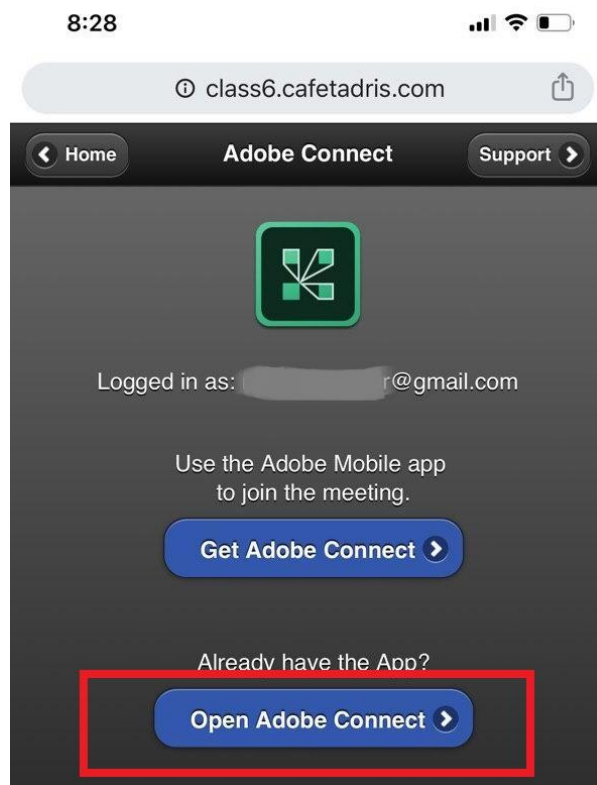 8:28
class6.cafetadris.com
Home Adobe Connect Support
Logged in as: r@gmail.com
Use the Adobe Mobile app
to join the meeting.
Get Adobe Connect
Already have the App?
Open Adobe Connect